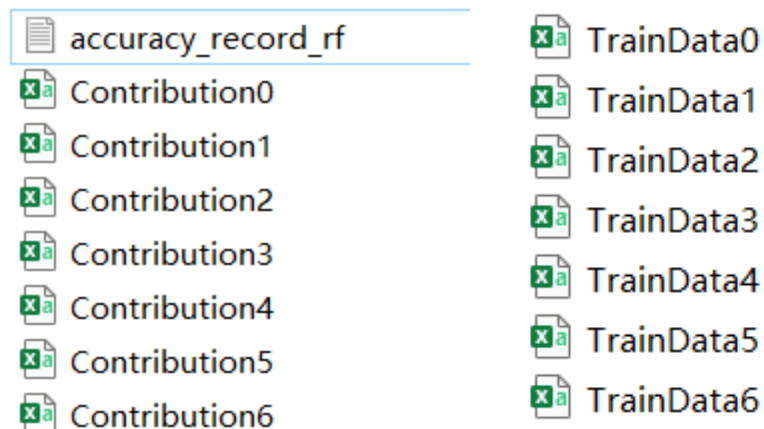 accuracy_record_rf
Contribution0
Contribution1
Contribution2
Contribution3
Contribution4
Contribution5
Contribution6
TrainData0
TrainData1
TrainData2
TrainData3
TrainData4
TrainData5
TrainData6